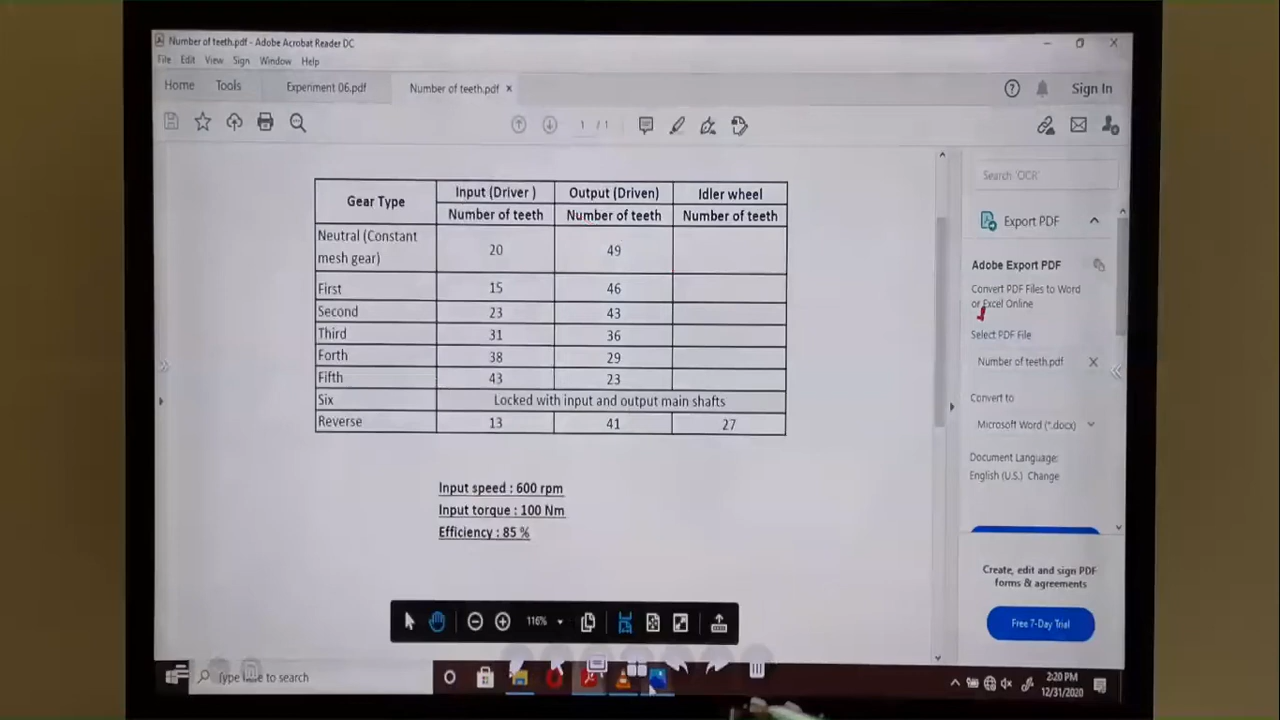 Number of teeth.pdf - Adobe Acrobat Reader DC
File Edit View Sign Window Help
Home Tools Experiment 06.pdf Number of teeth.pdf × Sign In
1 / 1
Search 'OCR'
Export PDF
Adobe Export PDF
Convert PDF Files to Word
or Excel Online
Select PDF File
Number of teeth.pdf X
Convert to
Microsoft Word (*.docx)
Document Language:
English (U.S.) Change
Create, edit and sign PDF
forms & agreements
Free 7-Day Trial
Gear Type Input (Driver ) Output (Driven) Idler wheel
Number of teeth Number of teeth Number of teeth
Neutral (Constant
mesh gear) 20 49
First 15 46
Second 23 43
Third 31 36
Forth 38 29
Fifth 43 23
Six Locked with input and output main shafts
Reverse 13 41 27
Input speed : 600 rpm
Input torque : 100 Nm
Efficiency : 85 %
116%
Type here to search
2:20 PM
12/31/2020